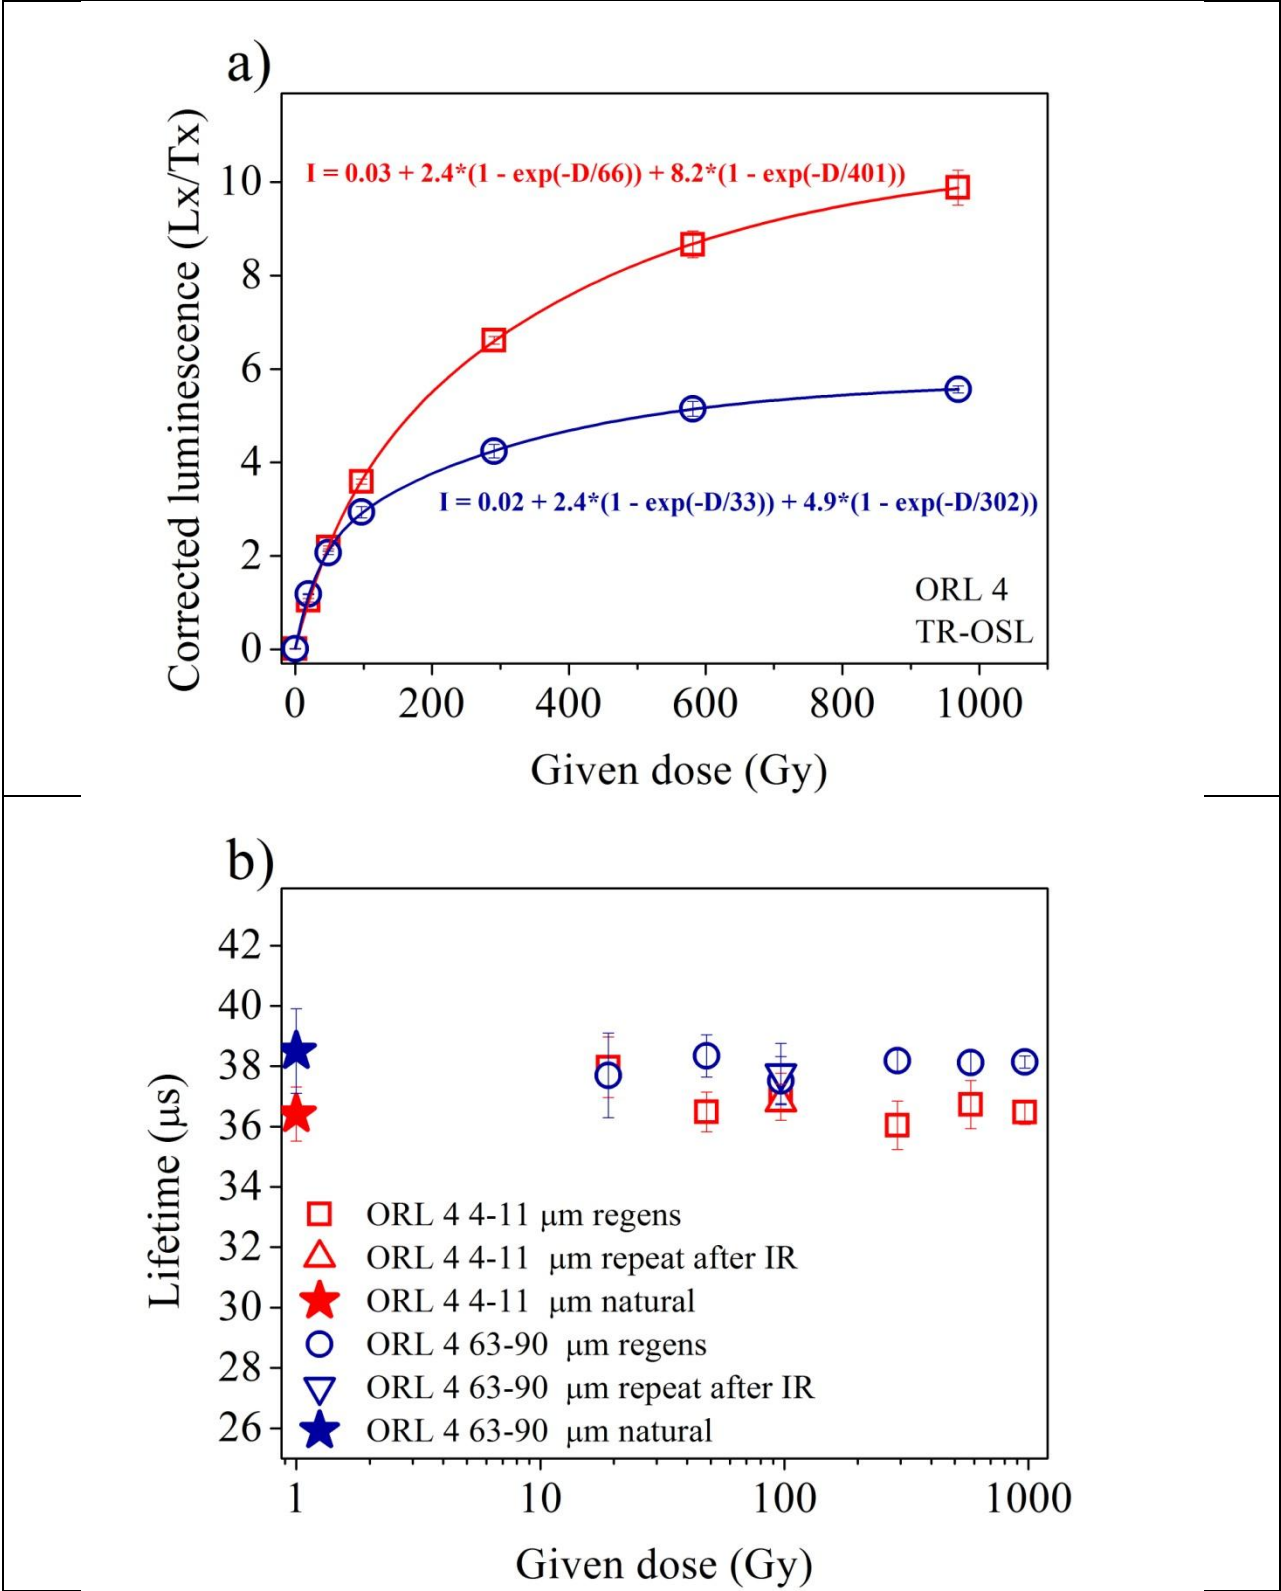 a)
Corrected luminescence (Lx/Tx)
10
8
6
4
2
0
I = 0.03 + 2.4*(1 - exp(-D/66)) + 8.2*(1 - exp(-D/401))
I = 0.02 + 2.4*(1 - exp(-D/33)) + 4.9*(1 - exp(-D/302))
ORL 4
TR-OSL
0 200 400 600 800 1000
Given dose (Gy)
b)
Lifetime (μs)
42
40
38
36
34
32
30
28
26
ORL 4 4-11 μm regens
ORL 4 4-11 μm repeat after IR
ORL 4 4-11 μm natural
ORL 4 63-90 μm regens
ORL 4 63-90 μm repeat after IR
ORL 4 63-90 μm natural
1 10 100 1000
Given dose (Gy)